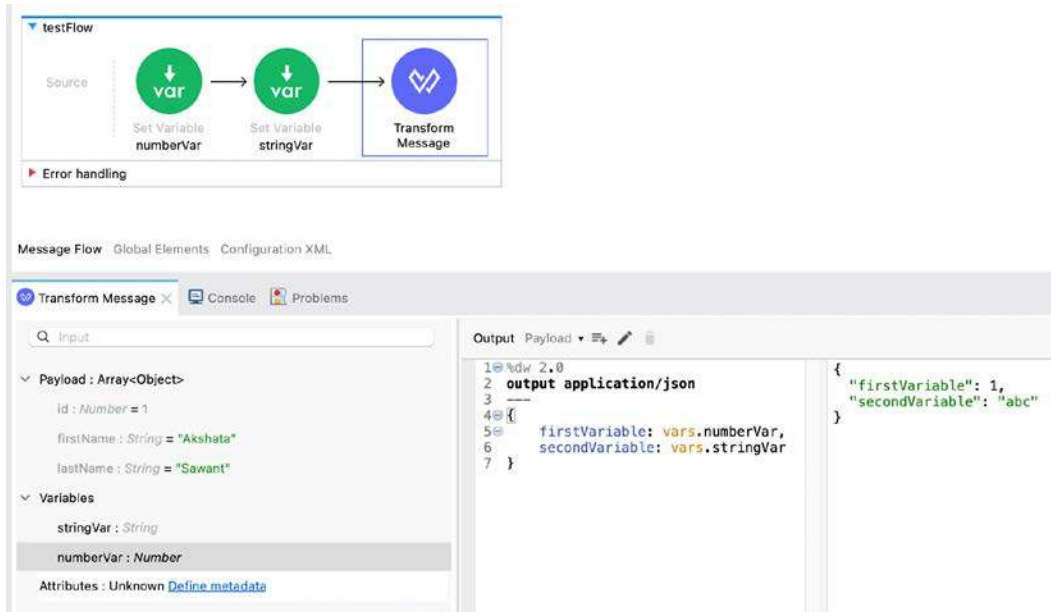 testFlow
Source
var
var
Set Variable
numberVar
Set Variable
stringVar
Transform
Message
Error handling
Message Flow Global Elements Configuration XML
Transform Message Console Problems
Input
Payload : Array<Object>
id : Number = 1
firstName : String = "Akshata"
lastName : String = "Sawant"
Variables
stringVar : String
numberVar : Number
Attributes : Unknown Define metadata
Output Payload
1 %dw 2.0
2 output application/json
3 ---
4 {
5 firstVariable: vars.numberVar,
6 secondVariable: vars.stringVar
7 }
{
"firstVariable": 1,
"secondVariable": "abc"
}